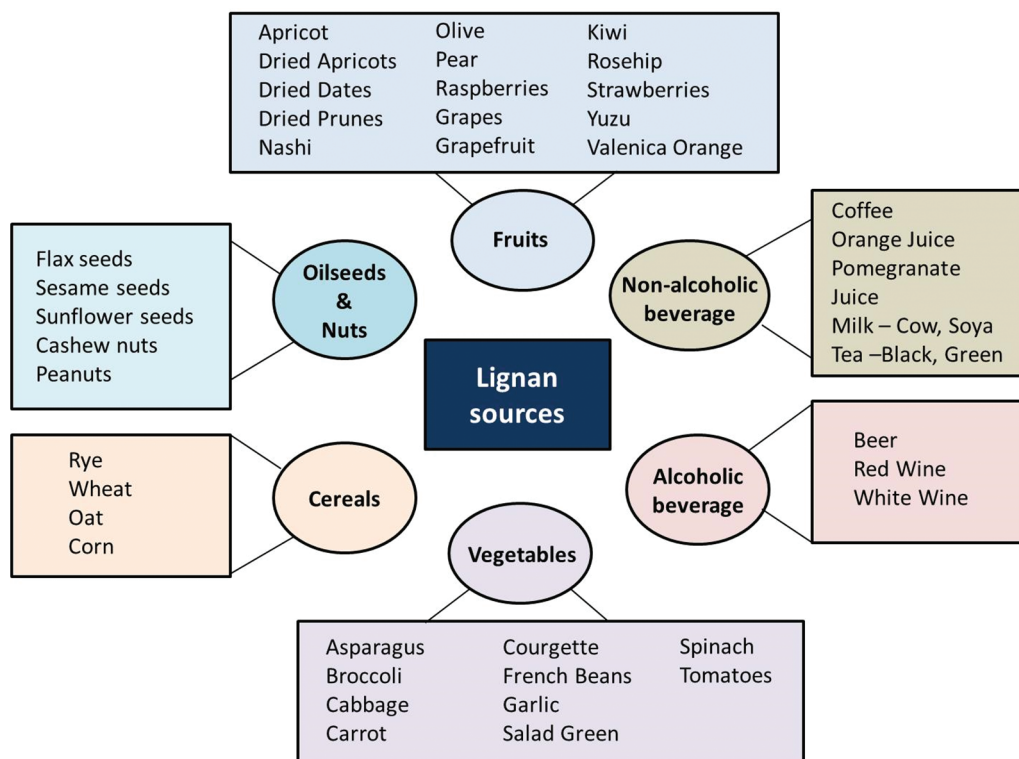 Apricot
Dried Apricots
Dried Dates
Dried Prunes
Nashi
Olive
Pear
Raspberries
Grapes
Grapefruit
Kiwi
Rosehip
Strawberries
Yuzu
Valenica Orange
Fruits
Flax seeds
Sesame seeds
Sunflower seeds
Cashew nuts
Peanuts
Oilseeds
&
Nuts
Non-alcoholic
beverage
Coffee
Orange Juice
Pomegranate
Juice
Milk – Cow, Soya
Tea –Black, Green
Lignan
sources
Rye
Wheat
Oat
Corn
Cereals
Alcoholic
beverage
Beer
Red Wine
White Wine
Vegetables
Asparagus
Broccoli
Cabbage
Carrot
Courgette
French Beans
Garlic
Salad Green
Spinach
Tomatoes